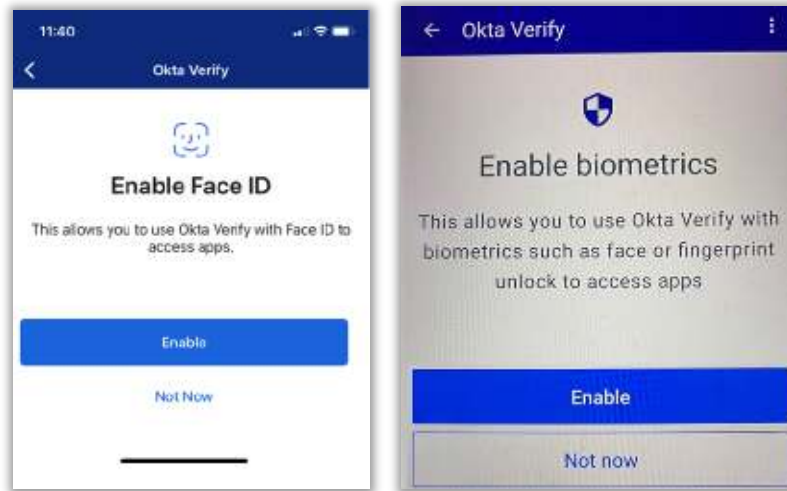 11:40
Okta Verify
Enable Face ID
This allows you to use Okta Verify with Face ID to
access apps.
Enable
Not Now
Okta Verify
Enable biometrics
This allows you to use Okta Verify with
biometrics such as face or fingerprint
unlock to access apps
Enable
Not now